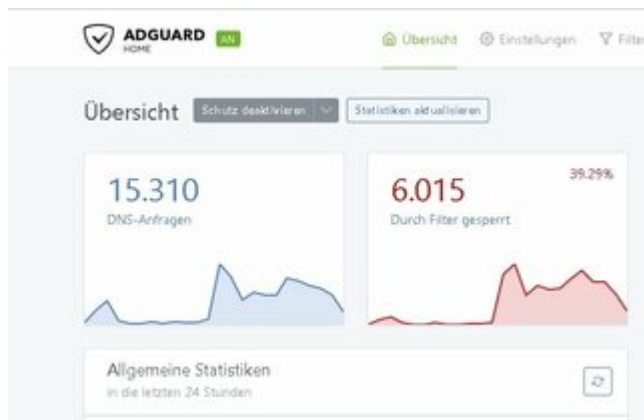 ADGUARD AN
HOME
Übersicht Einstellungen Filter
Übersicht Schutz deaktivieren Statistiken aktualisieren
15.310
DNS-Anfragen
39.29%
6.015
Durch Filter gesperrt
Allgemeine Statistiken
in die letzten 24 Stunden